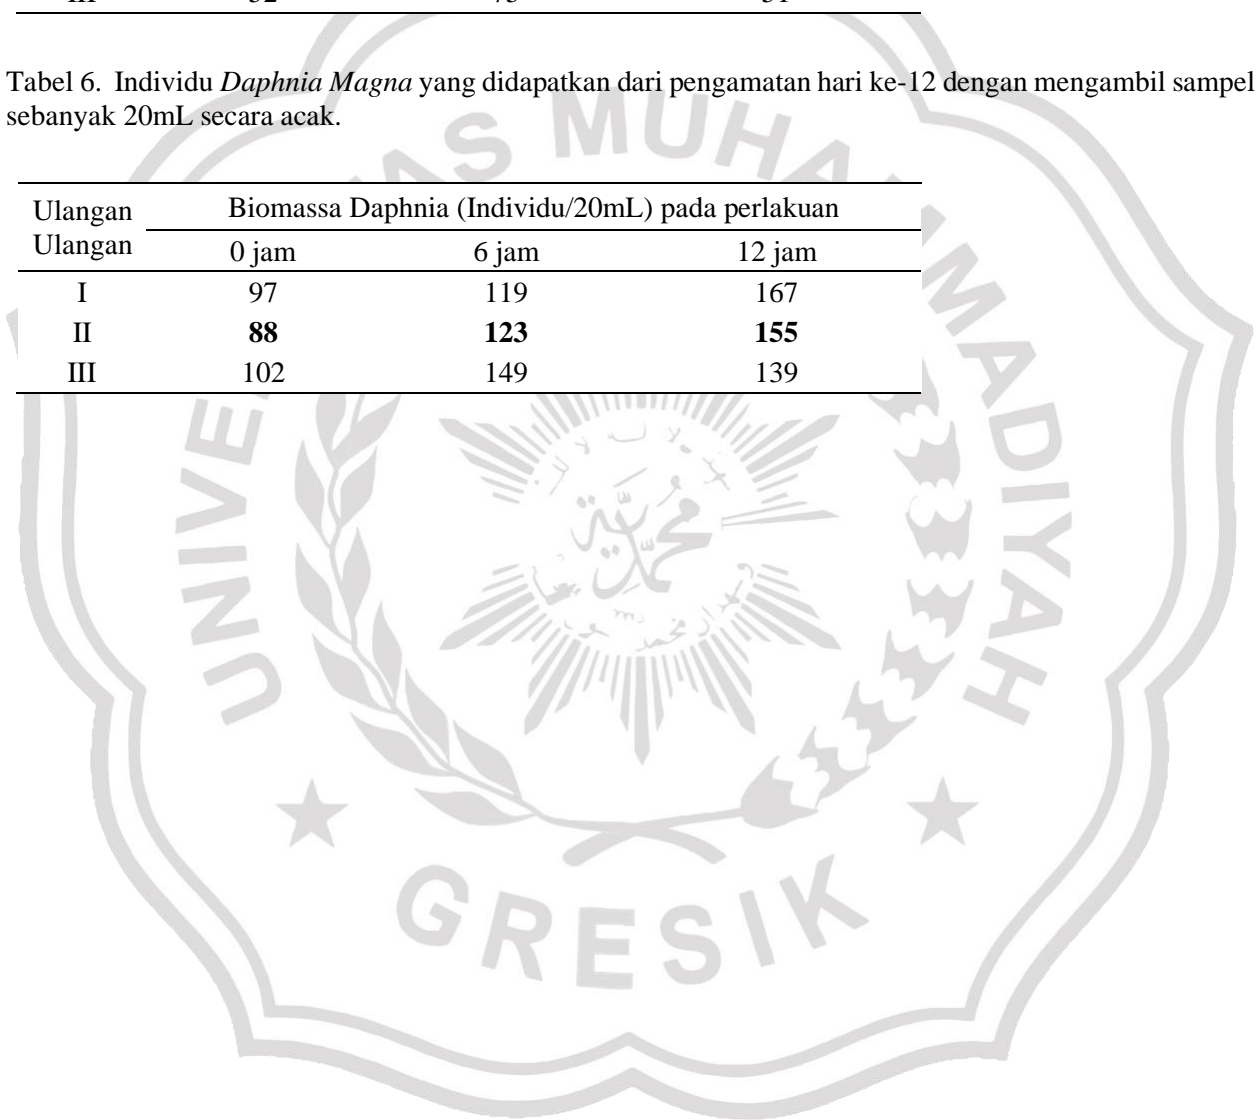 Tabel 6. Individu Daphnia Magna yang didapatkan dari pengamatan hari ke-12 dengan mengambil sampel
sebanyak 20mL secara acak.
Ulangan Biomassa Daphnia (Individu/20mL) pada perlakuan
Ulangan 0 jam 6 jam 12 jam
I 97 119 167
II 88 123 155
III 102 149 139
UNIVERSITAS MUHAMMADIYAH
GRESIK